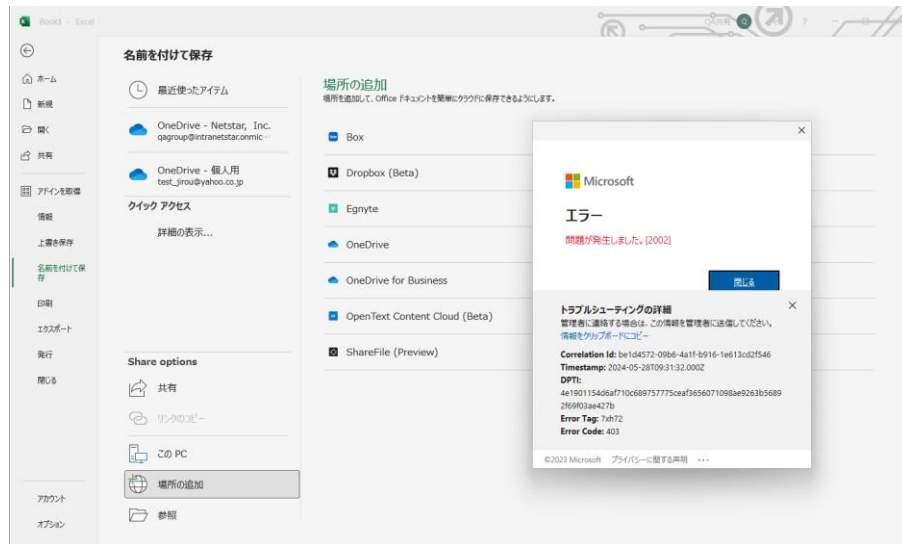 Book1 - Excel
Q
?
名前を付けて保存
ホーム
新規
開く
共有
アドインを取得
情報
上書き保存
名前を付けて保
存
印刷
エクスポート
発行
閉じる
アカウント
オプション
最近使ったアイテム
OneDrive - Netstar, Inc.
qagroup@intranetstar.onmic…
OneDrive - 個人用
test_jirou@yahoo.co.jp
クイック アクセス
詳細の表示...
Share options
共有
リンクのコピー
この PC
場所の追加
参照
場所の追加
場所を追加して、Office ドキュメントを簡単にクラウドに保存できるようにします。
Box
Dropbox (Beta)
Egnyte
OneDrive
OneDrive for Business
OpenText Content Cloud (Beta)
ShareFile (Preview)
Microsoft
エラー
問題が発生しました。[2002]
閉じる
トラブルシューティングの詳細
管理者に連絡する場合は、この情報を管理者に送信してください。
情報をクリップボードにコピー
Correlation Id: be1d4572-09b6-4a1f-b916-1e613cd2f546
Timestamp: 2024-05-28T09:31:32.000Z
DPTI:
4e1901154d6af710c689757775ceaf3656071098ae9263b5689
2f69f03ae427b
Error Tag: 7xh72
Error Code: 403
©2023 Microsoft プライバシーに関する声明 ···